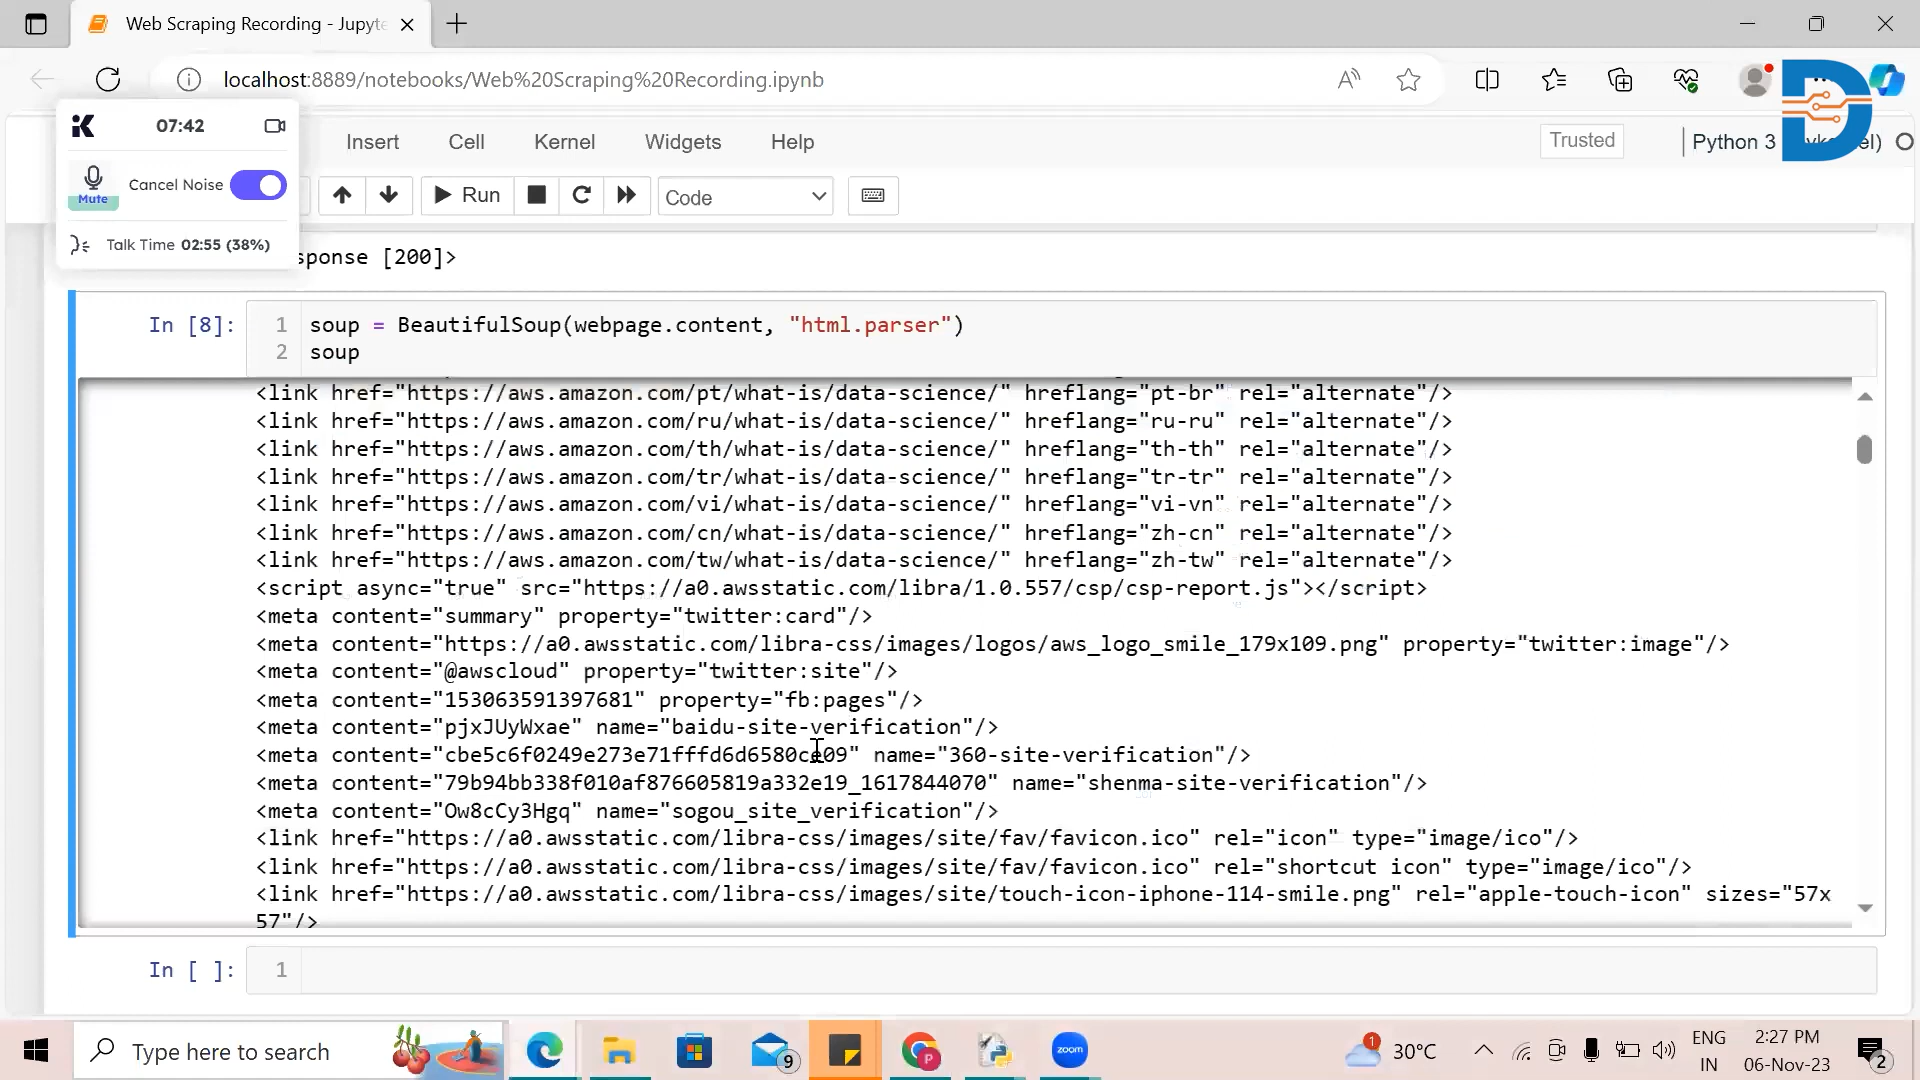 Web Scraping Recording - Jupyte
localhost:8889/notebooks/Web%20Scraping%20Recording.ipynb
07:42
Insert Cell Kernel Widgets Help
Trusted
Python 3
el)
Cancel Noise
Mute
Run
Code
Talk Time 02:55 (38%)
sponse [200]>
In [8]:
1 soup = BeautifulSoup(webpage.content, "html.parser")
2 soup
<link href="https://aws.amazon.com/pt/what-is/data-science/" hreflang="pt-br" rel="alternate"/>
<link href="https://aws.amazon.com/ru/what-is/data-science/" hreflang="ru-ru" rel="alternate"/>
<link href="https://aws.amazon.com/th/what-is/data-science/" hreflang="th-th" rel="alternate"/>
<link href="https://aws.amazon.com/tr/what-is/data-science/" hreflang="tr-tr" rel="alternate"/>
<link href="https://aws.amazon.com/vi/what-is/data-science/" hreflang="vi-vn" rel="alternate"/>
<link href="https://aws.amazon.com/cn/what-is/data-science/" hreflang="zh-cn" rel="alternate"/>
<link href="https://aws.amazon.com/tw/what-is/data-science/" hreflang="zh-tw" rel="alternate"/>
<script async="true" src="https://a0.awsstatic.com/libra/1.0.557/csp/csp-report.js"></script>
<meta content="summary" property="twitter:card"/>
<meta content="https://a0.awsstatic.com/libra-css/images/logos/aws_logo_smile_179x109.png" property="twitter:image"/>
<meta content="@awscloud" property="twitter:site"/>
<meta content="153063591397681" property="fb:pages"/>
<meta content="pjxJUyWxae" name="baidu-site-verification"/>
<meta content="cbe5c6f0249e273e71fffd6d6580ce09" name="360-site-verification"/>
<meta content="79b94bb338f010af876605819a332e19_1617844070" name="shenma-site-verification"/>
<meta content="Ow8cCy3Hgq" name="sogou_site_verification"/>
<link href="https://a0.awsstatic.com/libra-css/images/site/fav/favicon.ico" rel="icon" type="image/ico"/>
<link href="https://a0.awsstatic.com/libra-css/images/site/fav/favicon.ico" rel="shortcut icon" type="image/ico"/>
<link href="https://a0.awsstatic.com/libra-css/images/site/touch-icon-iphone-114-smile.png" rel="apple-touch-icon" sizes="57x
57"/>
In [ ]: 1
Type here to search
9
zoom
1
30°C
ENG
IN
2:27 PM
06-Nov-23
2